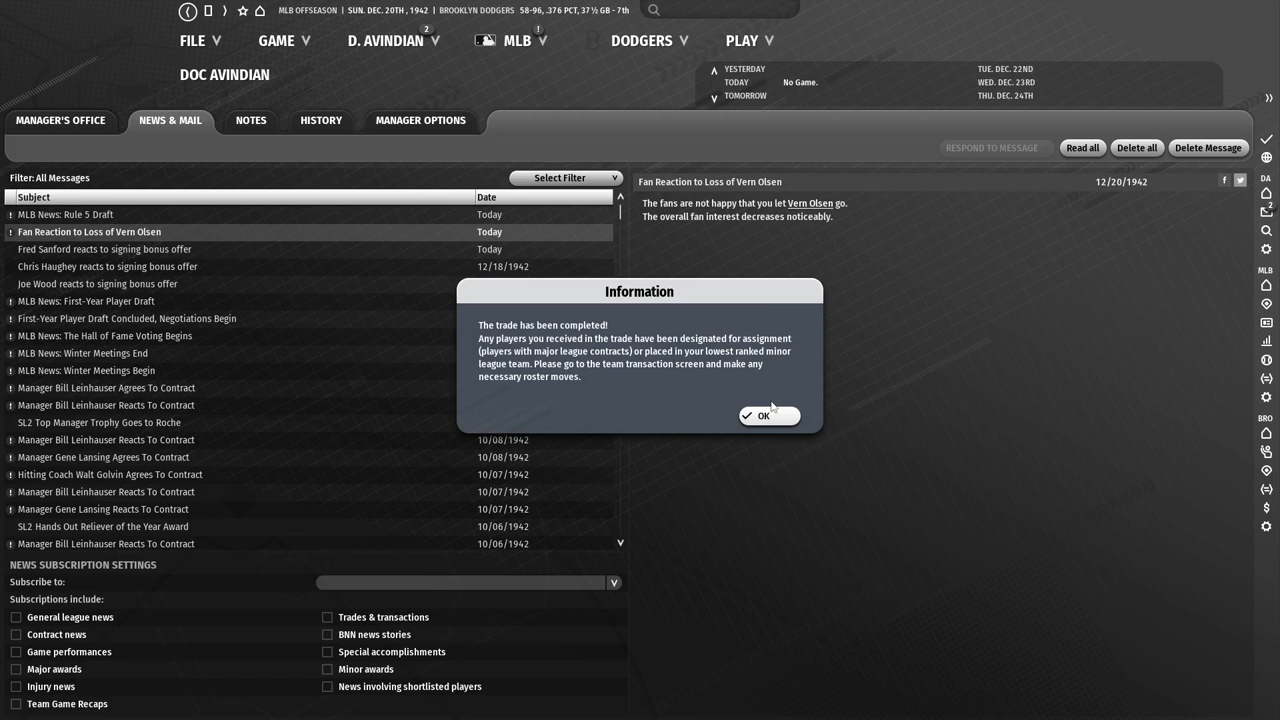 MLB OFFSEASON | SUN. DEC. 20TH , 1942 | BROOKLYN DODGERS 58-96, .376 PCT, 37½ GB - 7th
FILE GAME D. AVINDIAN 2 MLB ! DODGERS PLAY
DOC AVINDIAN
YESTERDAY TUE. DEC. 22ND
TODAY No Game. WED. DEC. 23RD
TOMORROW THU. DEC. 24TH
MANAGER'S OFFICE NEWS & MAIL NOTES HISTORY MANAGER OPTIONS
RESPOND TO MESSAGE Read all Delete all Delete Message
Filter: All Messages Select Filter
Subject Date
! MLB News: Rule 5 Draft Today
! Fan Reaction to Loss of Vern Olsen Today
Fred Sanford reacts to signing bonus offer Today
Chris Haughey reacts to signing bonus offer 12/18/1942
Joe Wood reacts to signing bonus offer
! MLB News: First-Year Player Draft
! First-Year Player Draft Concluded, Negotiations Begin
! MLB News: The Hall of Fame Voting Begins
! MLB News: Winter Meetings End
! MLB News: Winter Meetings Begin
! Manager Bill Leinhauser Agrees To Contract
! Manager Bill Leinhauser Reacts To Contract
SL2 Top Manager Trophy Goes to Roche
! Manager Bill Leinhauser Reacts To Contract 10/08/1942
! Manager Gene Lansing Agrees To Contract 10/08/1942
! Hitting Coach Walt Golvin Agrees To Contract 10/07/1942
! Manager Bill Leinhauser Reacts To Contract 10/07/1942
! Manager Gene Lansing Reacts To Contract 10/07/1942
SL2 Hands Out Reliever of the Year Award 10/06/1942
! Manager Bill Leinhauser Reacts To Contract 10/06/1942
Fan Reaction to Loss of Vern Olsen 12/20/1942 f
The fans are not happy that you let Vern Olsen go.
The overall fan interest decreases noticeably.
Information
The trade has been completed!
Any players you received in the trade have been designated for assignment
(players with major league contracts) or placed in your lowest ranked minor
league team. Please go to the team transaction screen and make any
necessary roster moves.
OK
NEWS SUBSCRIPTION SETTINGS
Subscribe to:
Subscriptions include:
General league news Trades & transactions
Contract news BNN news stories
Game performances Special accomplishments
Major awards Minor awards
Injury news News involving shortlisted players
Team Game Recaps
DA
2
MLB
BRO
$